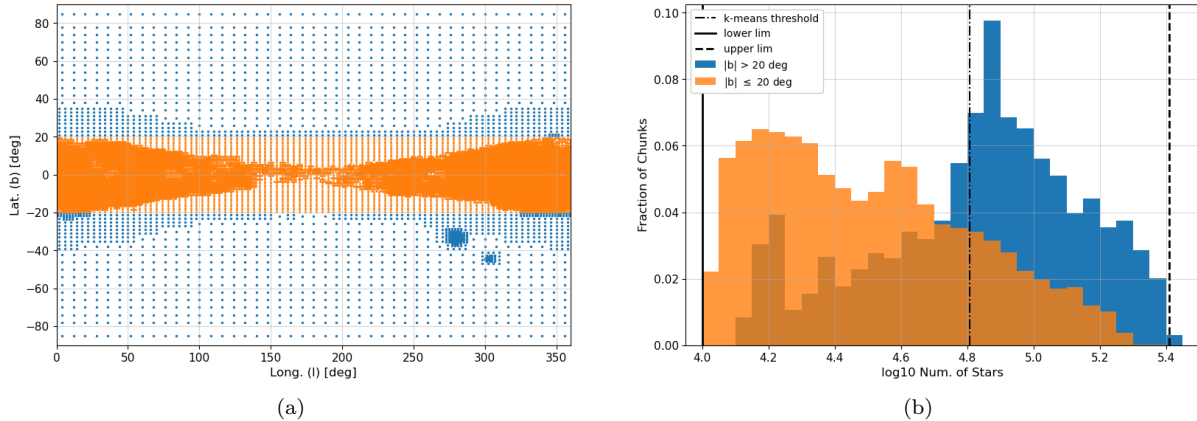 80
60
40
20
0
−20
−40
−60
−80
Lat. (b) [deg]
0 50 100 150 200 250 300 350
Long. (l) [deg]
(a)
0.10
0.08
0.06
0.04
0.02
0.00
Fraction of Chunks
k-means threshold
lower lim
upper lim
|b| > 20 deg
|b| ≤ 20 deg
4.0 4.2 4.4 4.6 4.8 5.0 5.2 5.4
log10 Num. of Stars
(b)